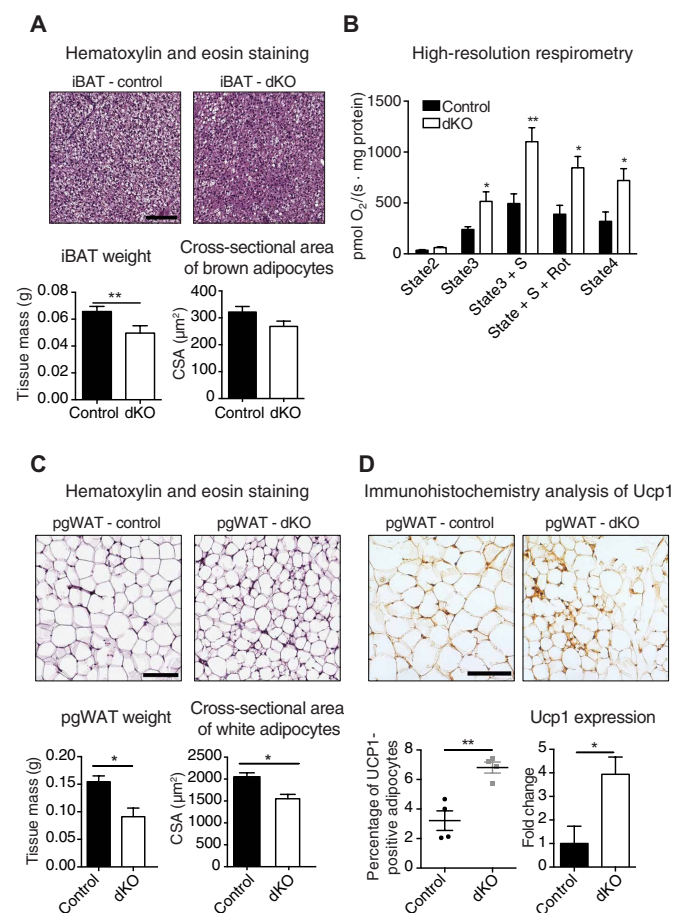 A
Hematoxylin and eosin staining
iBAT - control
iBAT - dKO
iBAT weight
Tissue mass (g)
0.08
0.06
0.04
0.02
0.00
**
Control dKO
Cross-sectional area
of brown adipocytes
CSA (µm²)
400
300
200
100
0
Control dKO
B
High-resolution respirometry
pmol O₂/(s · mg protein)
1500
1000
500
0
Control
dKO
*
**
*
*
State2
State3
State3 + S
State + S + Rot
State4
C
Hematoxylin and eosin staining
pgWAT - control
pgWAT - dKO
pgWAT weight
Tissue mass (g)
0.20
0.15
0.10
0.05
0.00
*
Control
dKO
Cross-sectional area
of white adipocytes
CSA (µm²)
2500
2000
1500
1000
500
0
*
Control
dKO
D
Immunohistochemistry analysis of Ucp1
pgWAT - control
pgWAT - dKO
Percentage of UCP1-
positive adipocytes
8
6
4
2
0
**
Control
dKO
Ucp1 expression
Fold change
5
4
3
2
1
0
*
Control
dKO